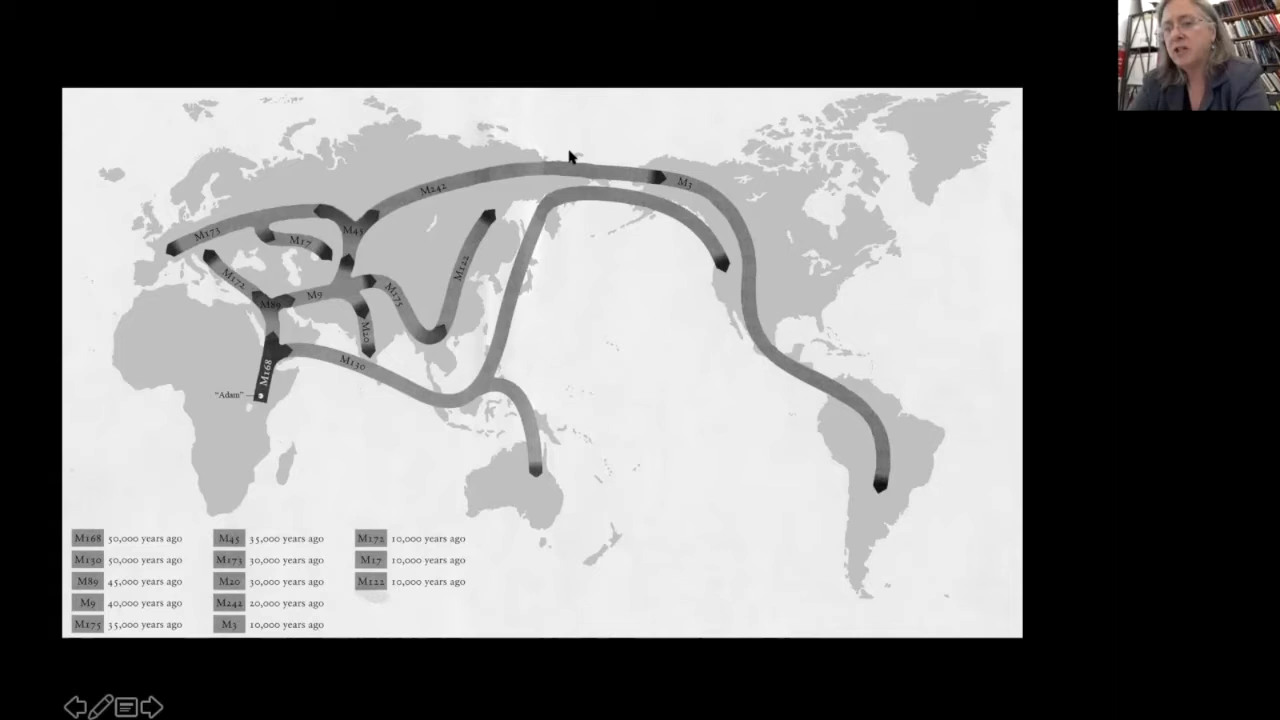 M242
M3
M173
M45
M17
M172
M122
M9
M175
M89
M20
M130
M168
"Adam"
M168 50,000 years ago
M130 50,000 years ago
M89 45,000 years ago
M9 40,000 years ago
M175 35,000 years ago
M45 35,000 years ago
M173 30,000 years ago
M20 30,000 years ago
M242 20,000 years ago
M3 10,000 years ago
M172 10,000 years ago
M17 10,000 years ago
M122 10,000 years ago